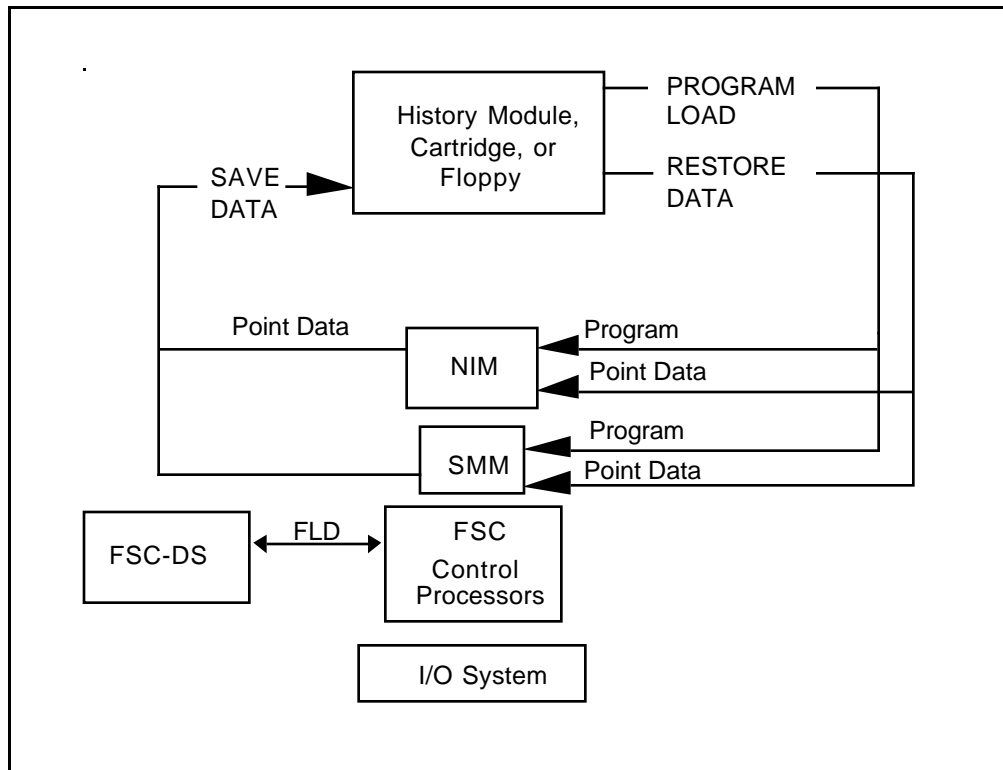 PROGRAM
LOAD
History Module,
Cartridge, or
Floppy
SAVE
DATA
RESTORE
DATA
Point Data
Program
NIM
Point Data
Program
SMM
Point Data
FSC-DS
FLD
FSC
Control
Processors
I/O System